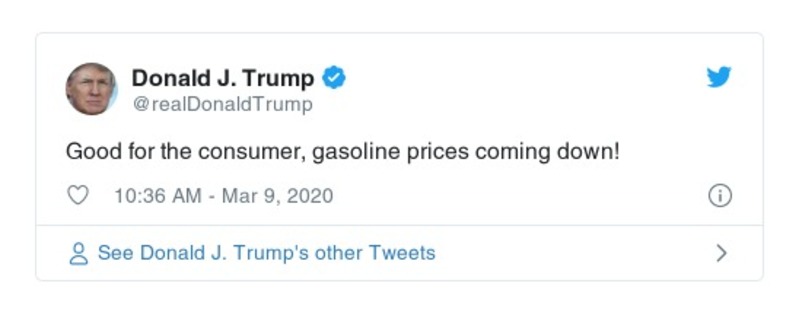 Donald J. Trump
@realDonaldTrump
Good for the consumer, gasoline prices coming down!
10:36 AM - Mar 9, 2020
See Donald J. Trump's other Tweets